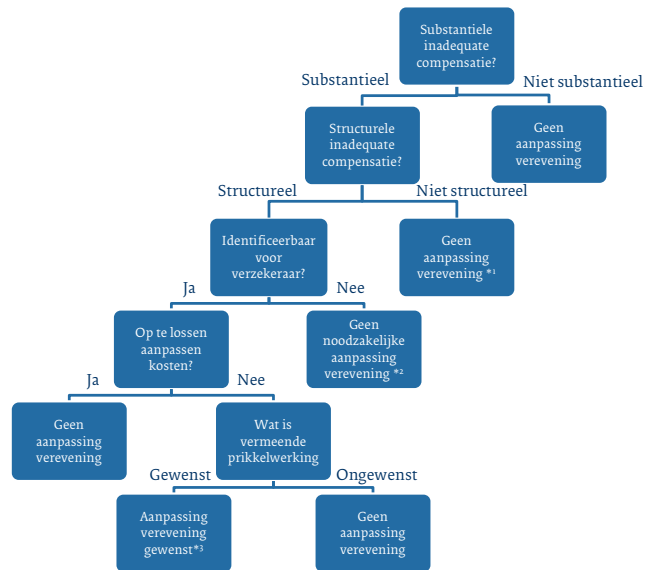 Substantiele
inadequate
compensatie?
Substantieel
Niet substantieel
Structurele
inadequate
compensatie?
Geen
aanpassing
verevening
Structureel
Niet structureel
Identificeerbaar
voor
verzekeraar?
Geen
aanpassing
verevening *¹
Ja
Nee
Op te lossen
aanpassen
kosten?
Geen
noodzakelijke
aanpassing
verevening *²
Ja
Nee
Geen
aanpassing
verevening
Wat is
vermeende
prikkelwerking
Gewenst
Ongewenst
Aanpassing
verevening
gewenst*³
Geen
aanpassing
verevening